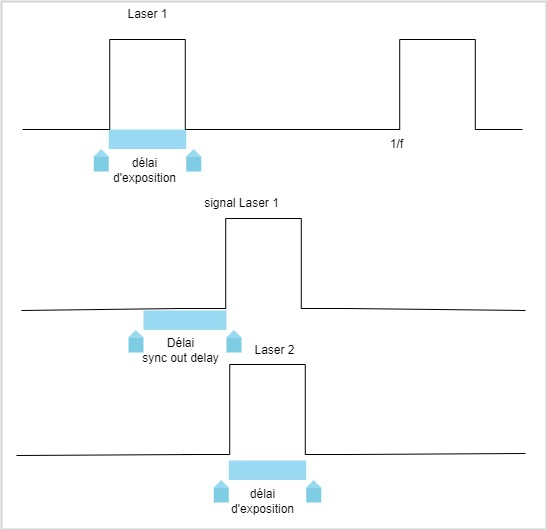 Laser 1
1/f
délai
d'exposition
signal Laser 1
Délai
sync out delay
Laser 2
délai
d'exposition